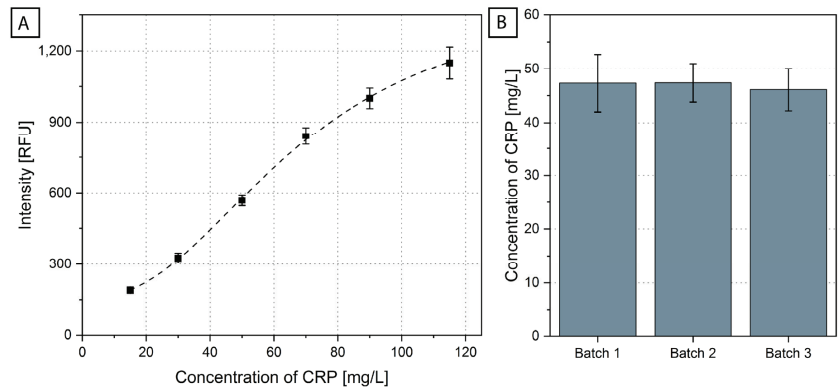 A
Intensity [RFU]
1,200
900
600
300
0
0 20 40 60 80 100 120
Concentration of CRP [mg/L]
B
Concentration of CRP [mg/L]
60
50
40
30
20
10
0
Batch 1 Batch 2 Batch 3